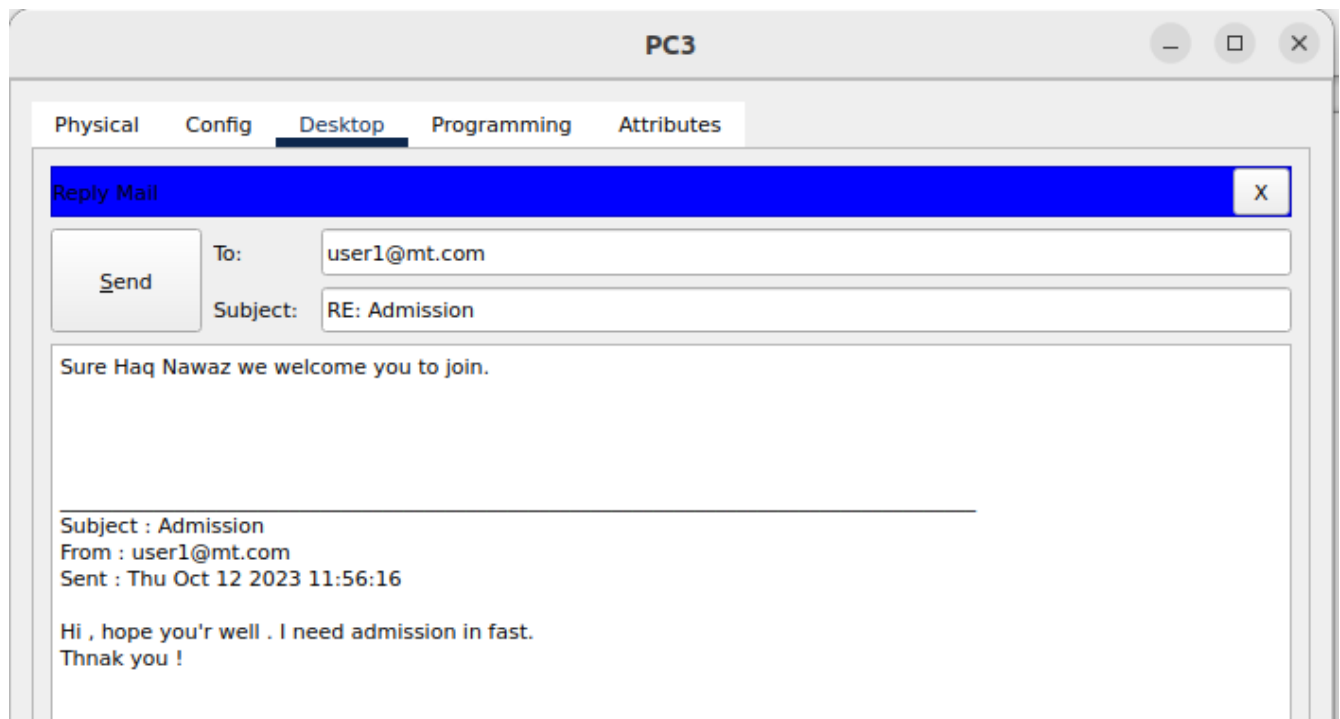 PC3
Physical Config Desktop Programming Attributes
Reply Mail X
Send
To: user1@mt.com
Subject: RE: Admission
Sure Haq Nawaz we welcome you to join.
Subject : Admission
From : user1@mt.com
Sent : Thu Oct 12 2023 11:56:16
Hi , hope you'r well . I need admission in fast.
Thnak you !